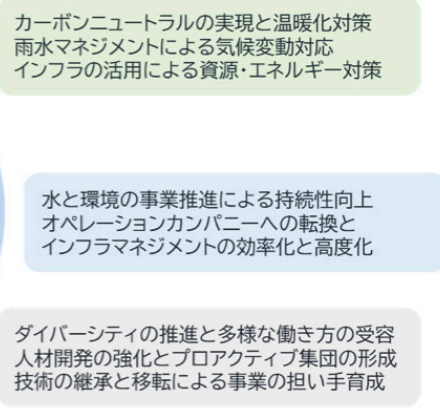 カーボンニュートラルの実現と温暖化対策
雨水マネジメントによる気候変動対応
インフラの活用による資源・エネルギー対策
水と環境の事業推進による持続性向上
オペレーションカンパニーへの転換と
インフラマネジメントの効率化と高度化
ダイバーシティの推進と多様な働き方の受容
人材開発の強化とプロアクティブ集団の形成
技術の継承と移転による事業の担い手育成